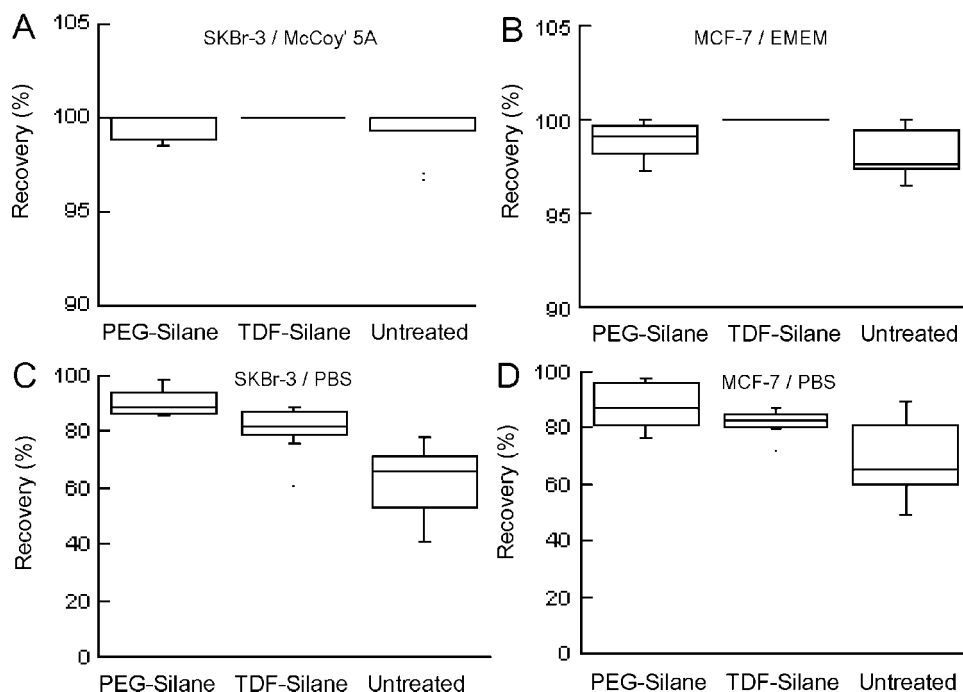 A
SKBr-3 / McCoy' 5A
Recovery (%)
105
100
95
90
PEG-Silane TDF-Silane Untreated
B
MCF-7 / EMEM
Recovery (%)
105
100
95
90
PEG-Silane TDF-Silane Untreated
C
SKBr-3 / PBS
Recovery (%)
100
80
60
40
20
0
PEG-Silane TDF-Silane Untreated
D
MCF-7 / PBS
Recovery (%)
100
80
60
40
20
0
PEG-Silane TDF-Silane Untreated